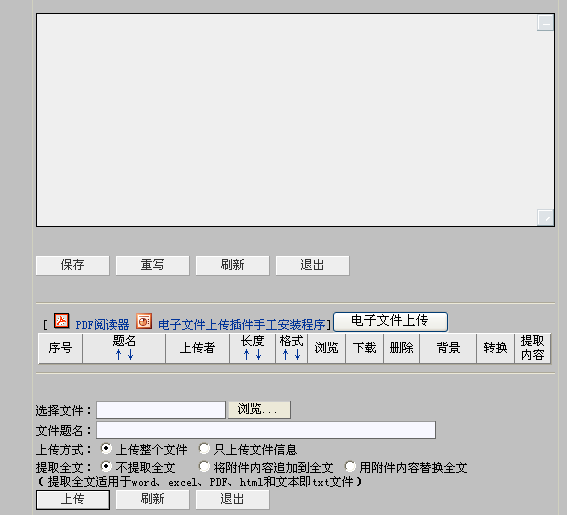 保存 重写 刷新 退出
[ PDF阅读器 电子文件上传插件手工安装程序] 电子文件上传
序号 题名↑↓ 上传者 长度↑↓ 格式↑↓ 浏览 下载 删除 背景 转换 提取内容
选择文件： 浏览...
文件题名：
上传方式： 上传整个文件 只上传文件信息
提取全文： 不提取全文 将附件内容追加到全文 用附件内容替换全文
（提取全文适用于word、excel、PDF、html和文本即txt文件）
上传 刷新 退出